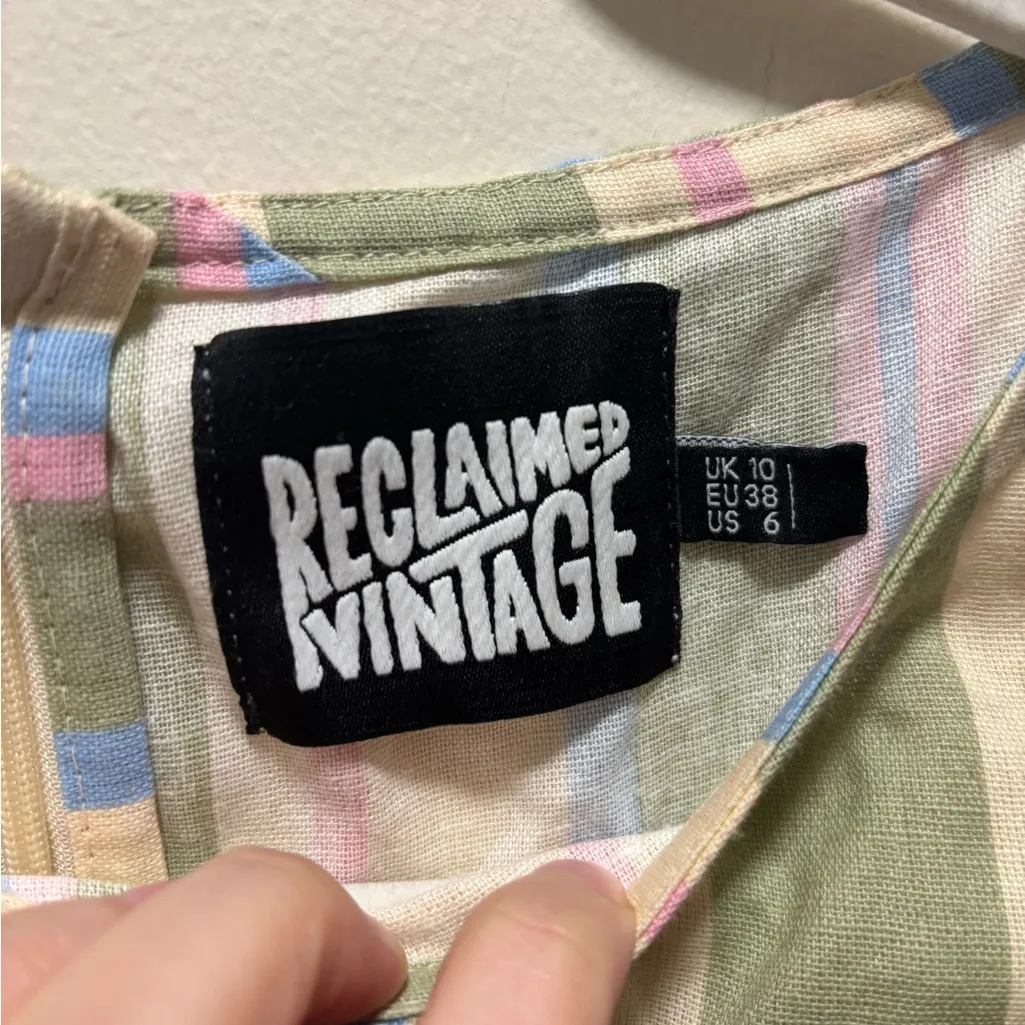 RECLAIMED
VINTAGE
UK 10
EU 38
US 6